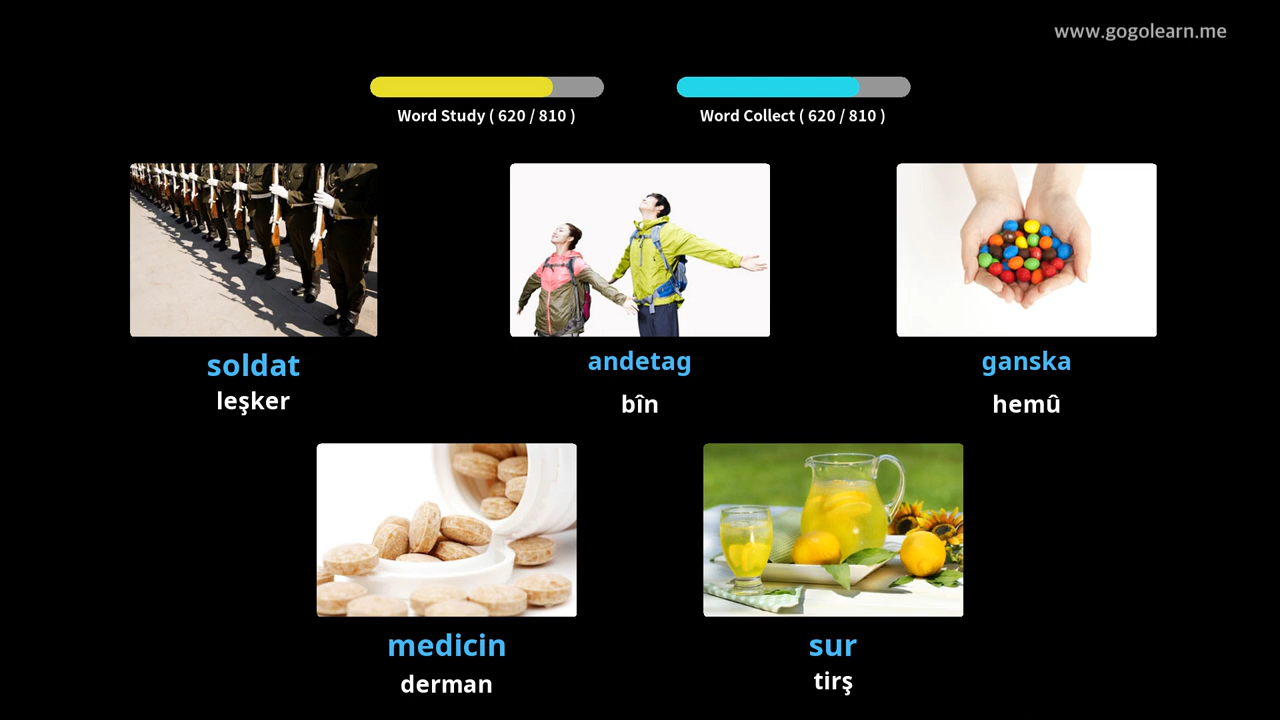 www.gogolearn.me
Word Study ( 620 / 810 )
Word Collect ( 620 / 810 )
soldat
leşker
andetag
bîn
ganska
hemû
medicin
derman
sur
tirş